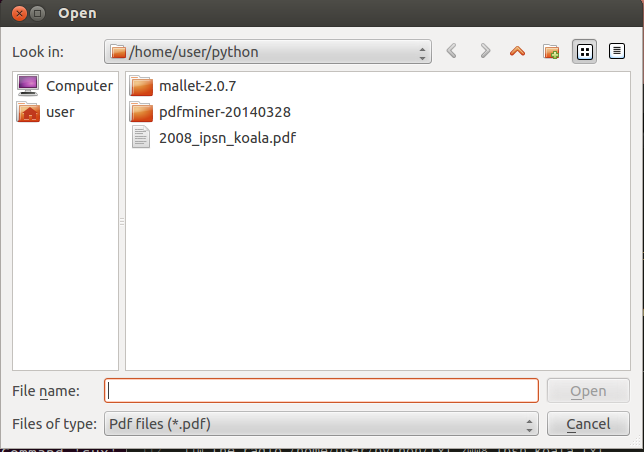 Open
Look in:
/home/user/python
Computer
user
mallet-2.0.7
pdfminer-20140328
2008_ipsn_koala.pdf
File name:
Open
Files of type:
Pdf files (*.pdf)
Cancel